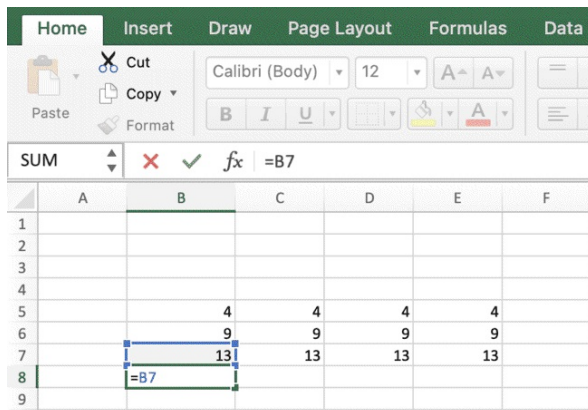 Home Insert Draw Page Layout Formulas Data
Cut
Copy
Paste
Format
Calibri (Body) 12 A A
B I U A
SUM fx =B7
A B C D E F
1
2
3
4
5 4 4 4 4
6 9 9 9 9
7 13 13 13 13
8 =B7
9